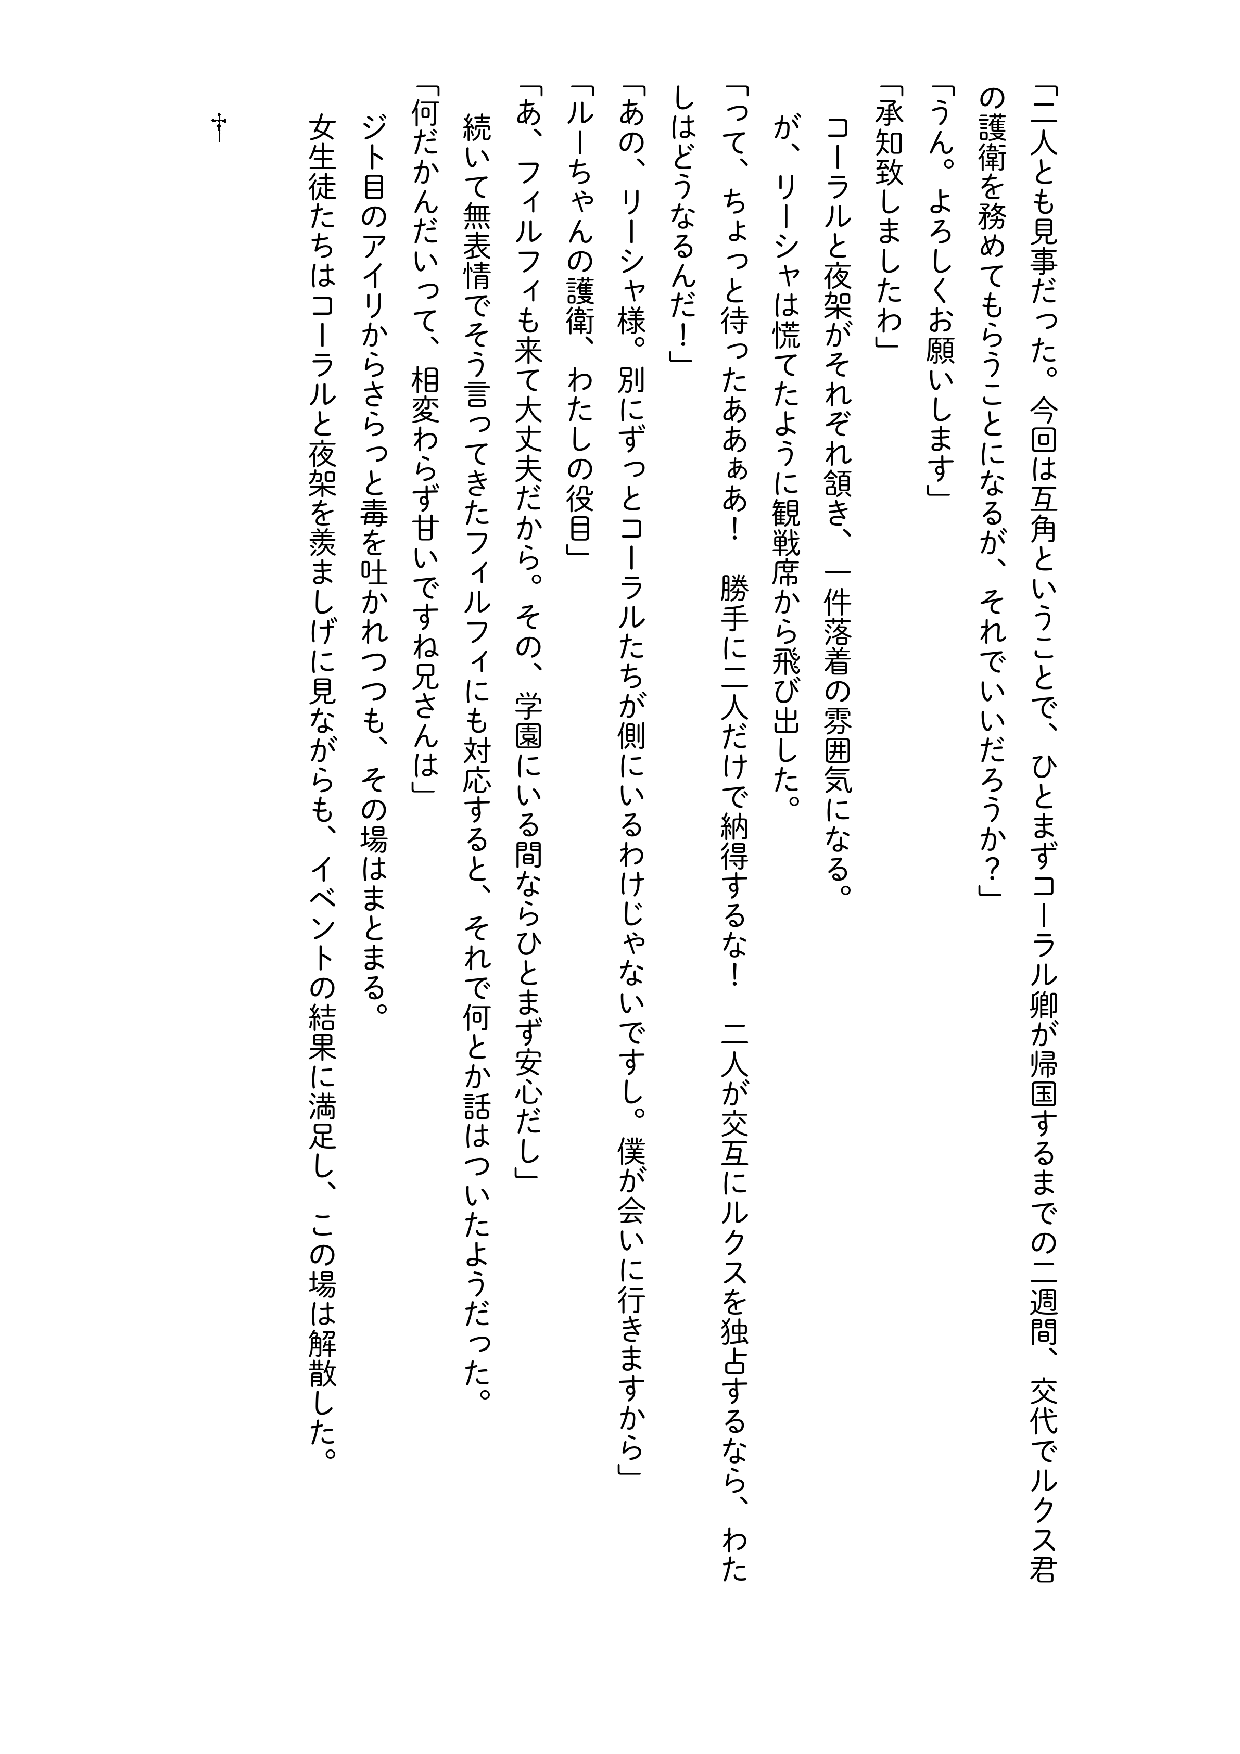 「二人とも見事だった。今回は互角ということで、ひとまずコーラル卿が帰国するまでの二週間、交代でルクス君
の護衛を務めてもらうことになるが、それでいいだろうか？」
「うん。よろしくお願いします」
「承知致しましたわ」
　コーラルと夜架がそれぞれ頷き、一件落着の雰囲気になる。
　が、リーシャは慌てたように観戦席から飛び出した。
「って、ちょっと待ったああぁあ！　勝手に二人だけで納得するな！　二人が交互にルクスを独占するなら、わた
しはどうなるんだ！」
「あの、リーシャ様。別にずっとコーラルたちが側にいるわけじゃないですし。僕が会いに行きますから」
「ルーちゃんの護衛、わたしの役目」
「あ、フィルフィも来て大丈夫だから。その、学園にいる間ならひとまず安心だし」
　続いて無表情でそう言ってきたフィルフィにも対応すると、それで何とか話はついたようだった。
「何だかんだいって、相変わらず甘いですね兄さんは」
　ジト目のアイリからさらっと毒を吐かれつつも、その場はまとまる。
　女生徒たちはコーラルと夜架を羨ましげに見ながらも、イベントの結果に満足し、この場は解散した。
　†